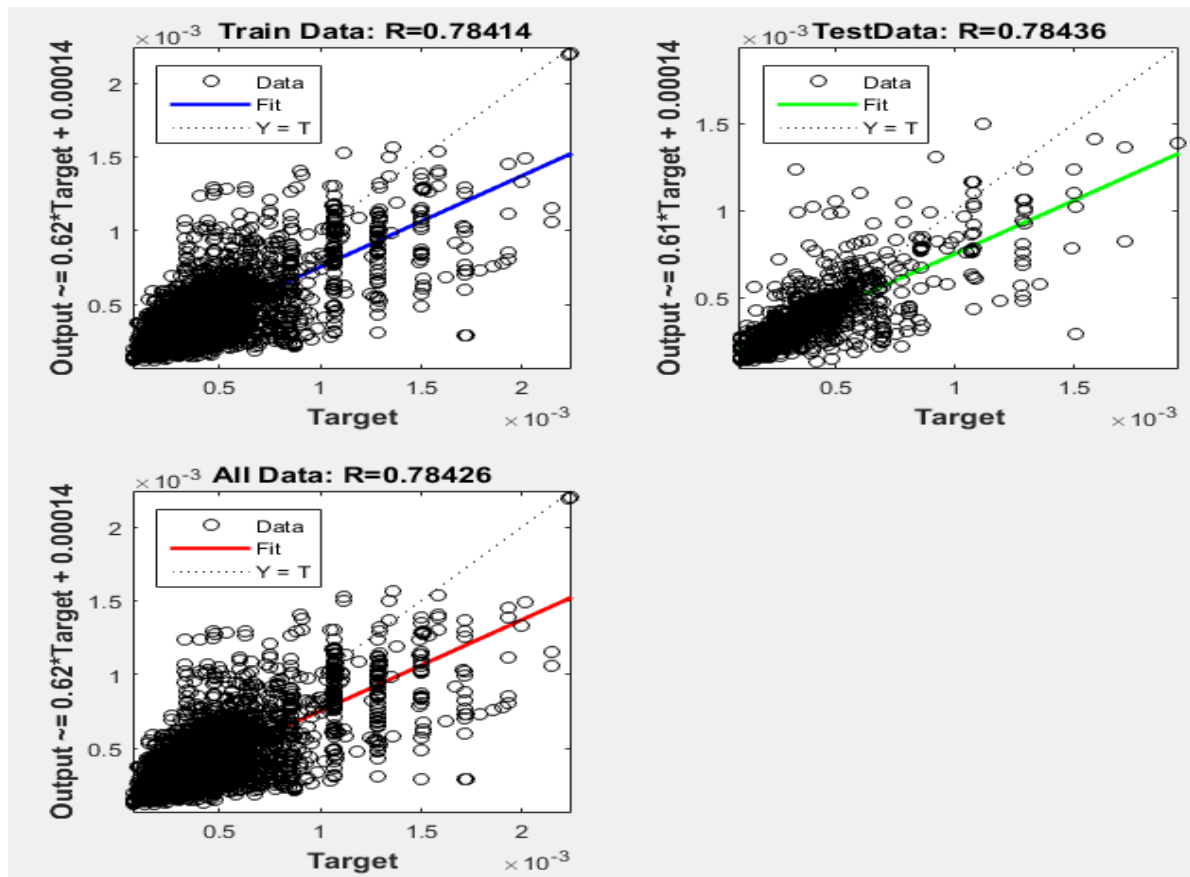 × 10⁻³ Train Data: R=0.78414
Output ~= 0.62*Target + 0.00014
2
1.5
1
0.5
Data
Fit
Y = T
0.5 1 1.5 2
Target
× 10⁻³
× 10⁻³ TestData: R=0.78436
Output ~= 0.61*Target + 0.00014
1.5
1
0.5
Data
Fit
Y = T
0.5 1 1.5
Target
× 10⁻³
× 10⁻³ All Data: R=0.78426
Output ~= 0.62*Target + 0.00014
2
1.5
1
0.5
Data
Fit
Y = T
0.5 1 1.5 2
Target
× 10⁻³